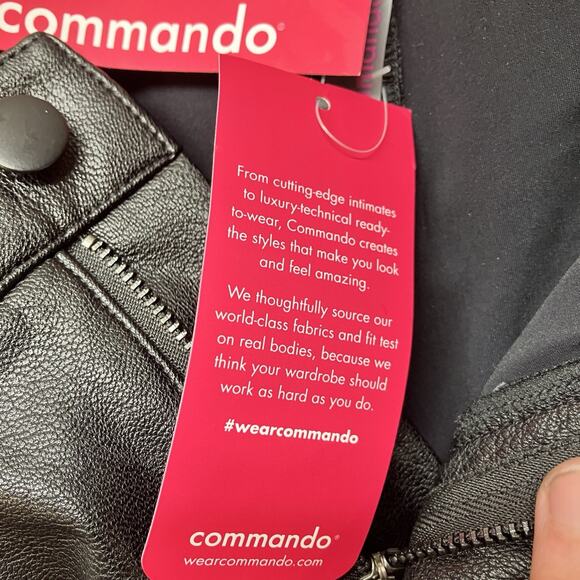 commando®
From cutting-edge intimates
to luxury-technical ready-
to-wear, Commando creates
the styles that make you look
and feel amazing.
We thoughtfully source our
world-class fabrics and fit test
on real bodies, because we
think your wardrobe should
work as hard as you do.
#wearcommando
commando®
wearcommando.com